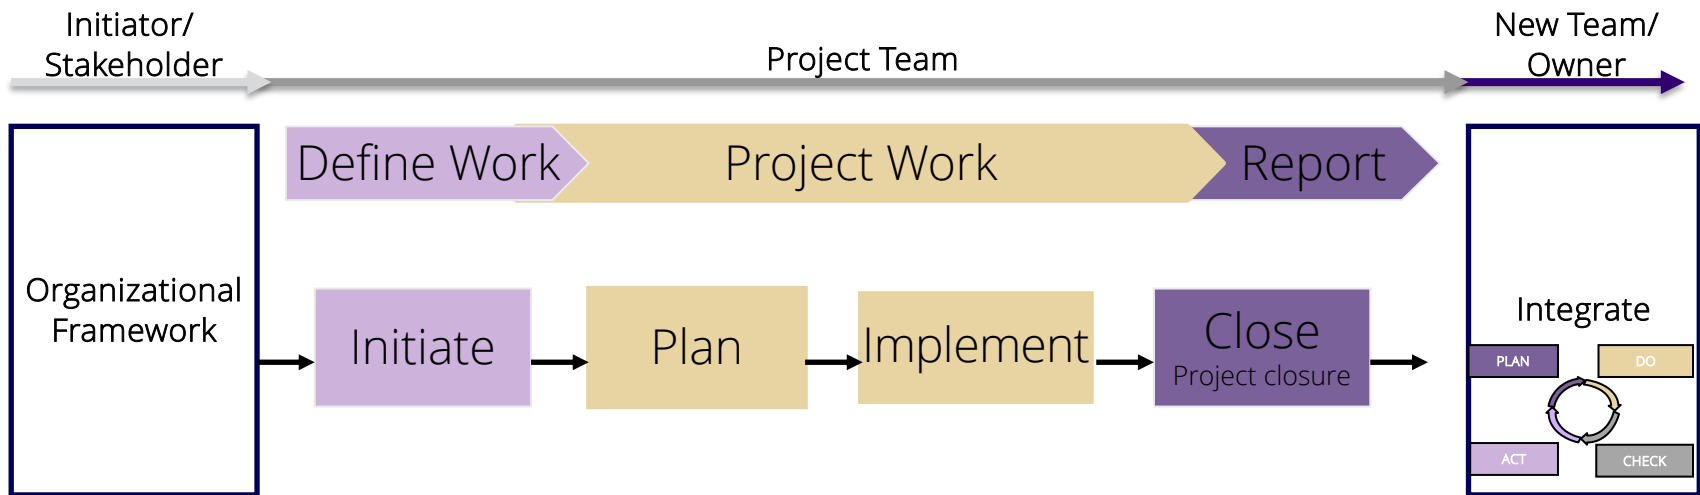 Initiator/
Stakeholder
Project Team
New Team/
Owner
Define Work
Project Work
Report
Organizational
Framework
Initiate
Plan
Implement
Close
Project closure
Integrate
PLAN
DO
ACT
CHECK